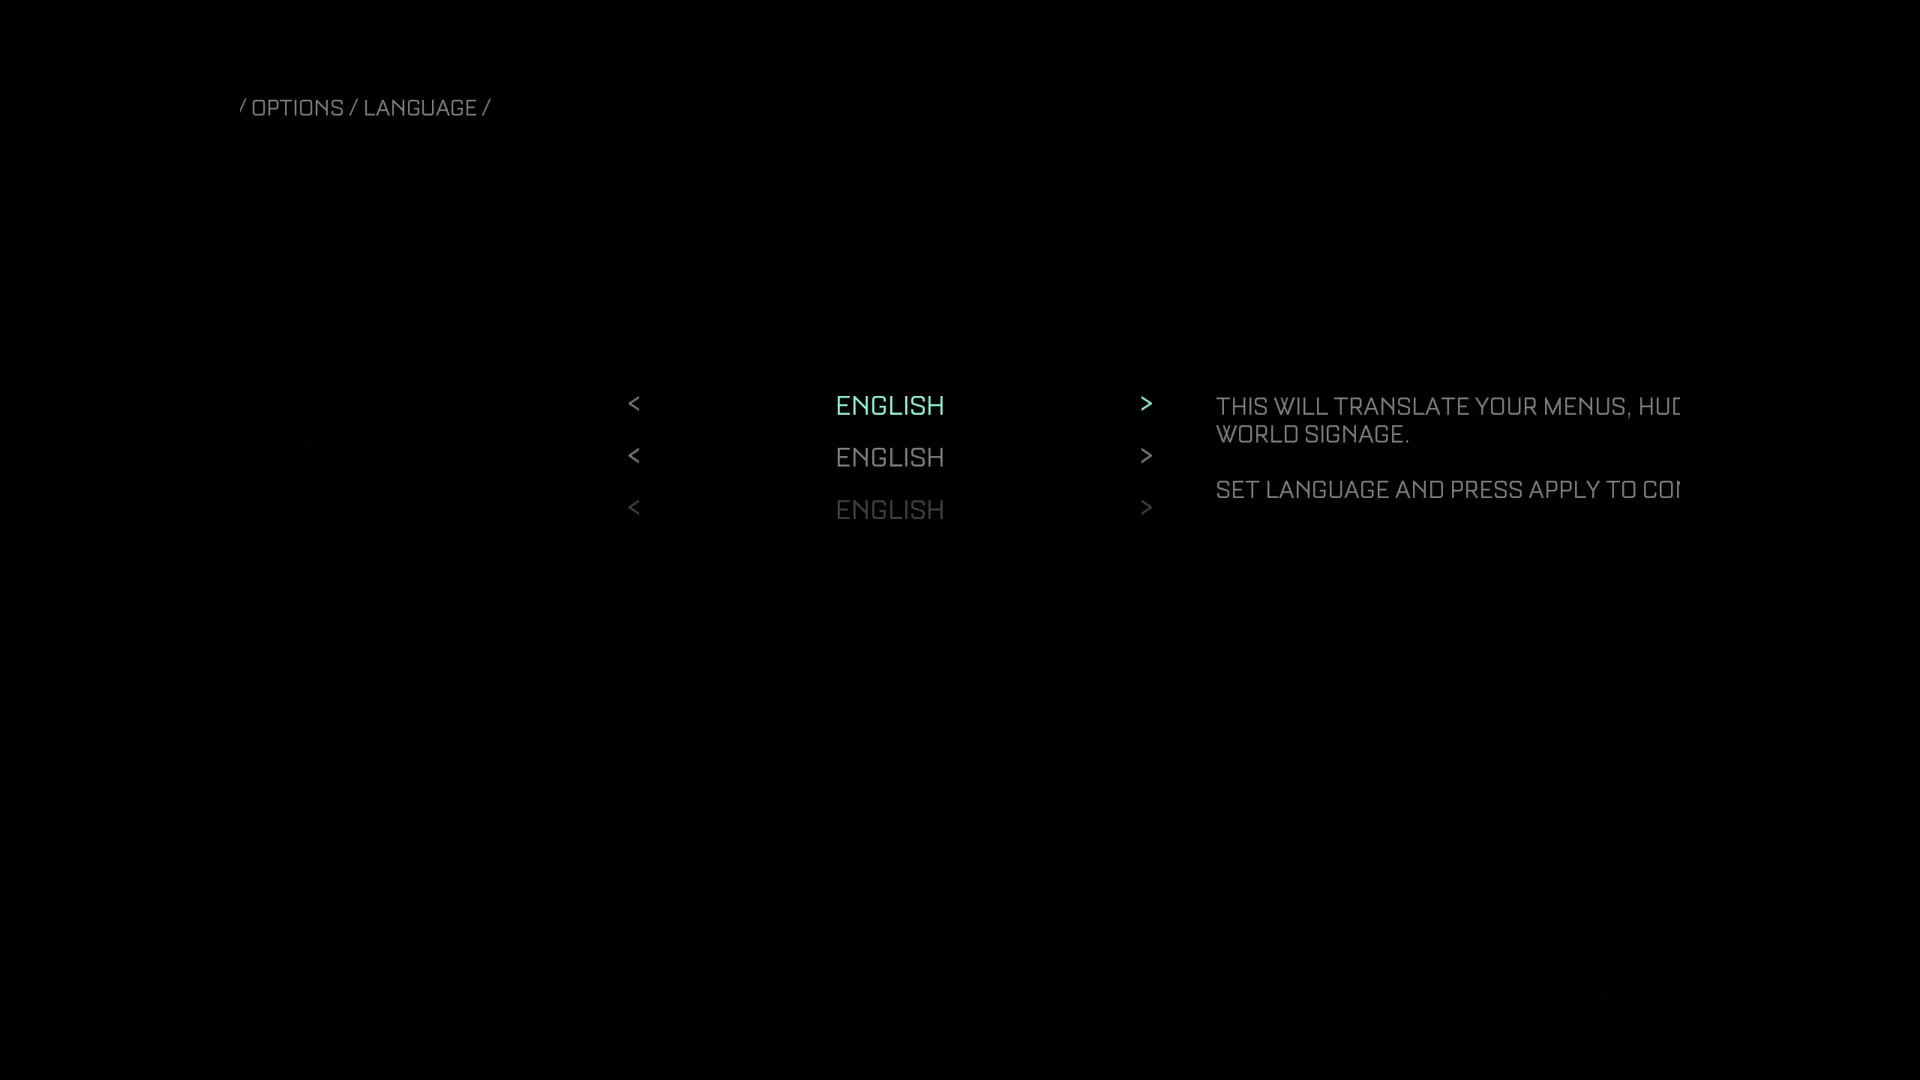 / OPTIONS / LANGUAGE /
< ENGLISH >
< ENGLISH >
< ENGLISH >
THIS WILL TRANSLATE YOUR MENUS,
WORLD SIGNAGE.
SET LANGUAGE AND PRESS APPLY TO